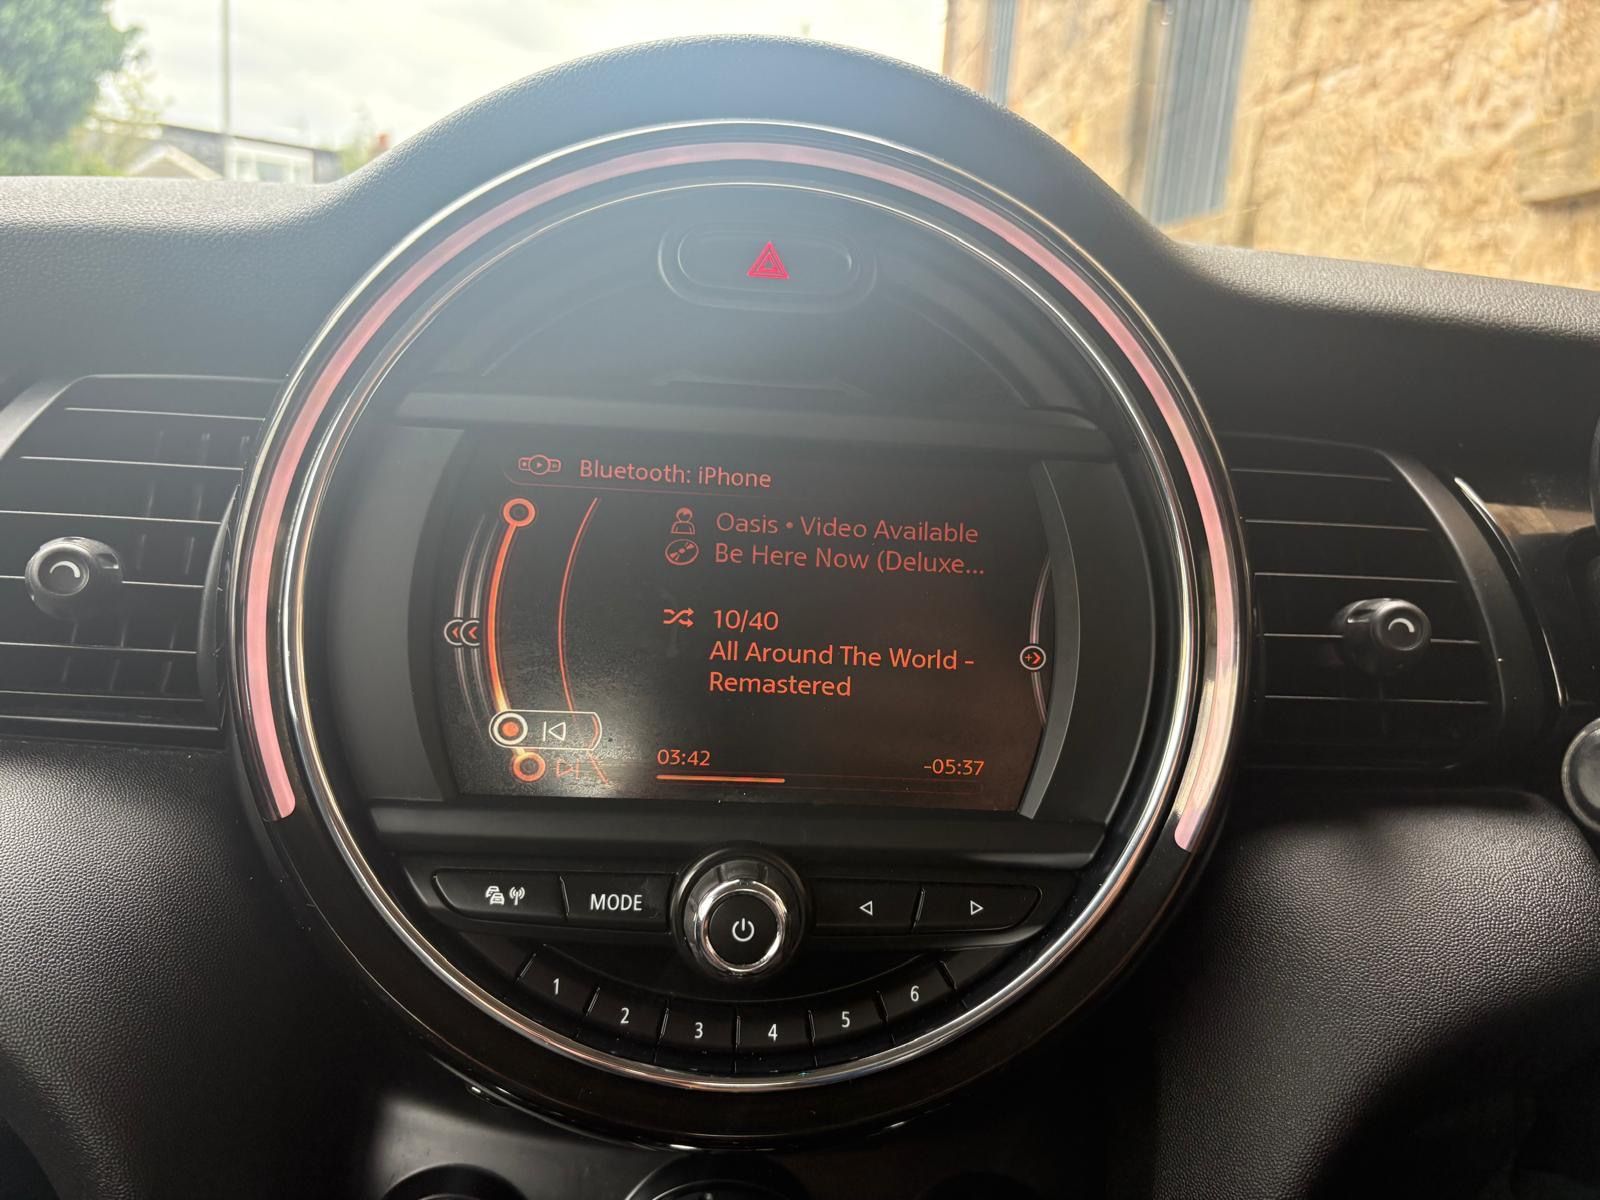 Bluetooth: iPhone
Oasis • Video Available
Be Here Now (Deluxe...
10/40
All Around The World -
Remastered
03:42 -05:37
MODE
1 2 3 4 5 6